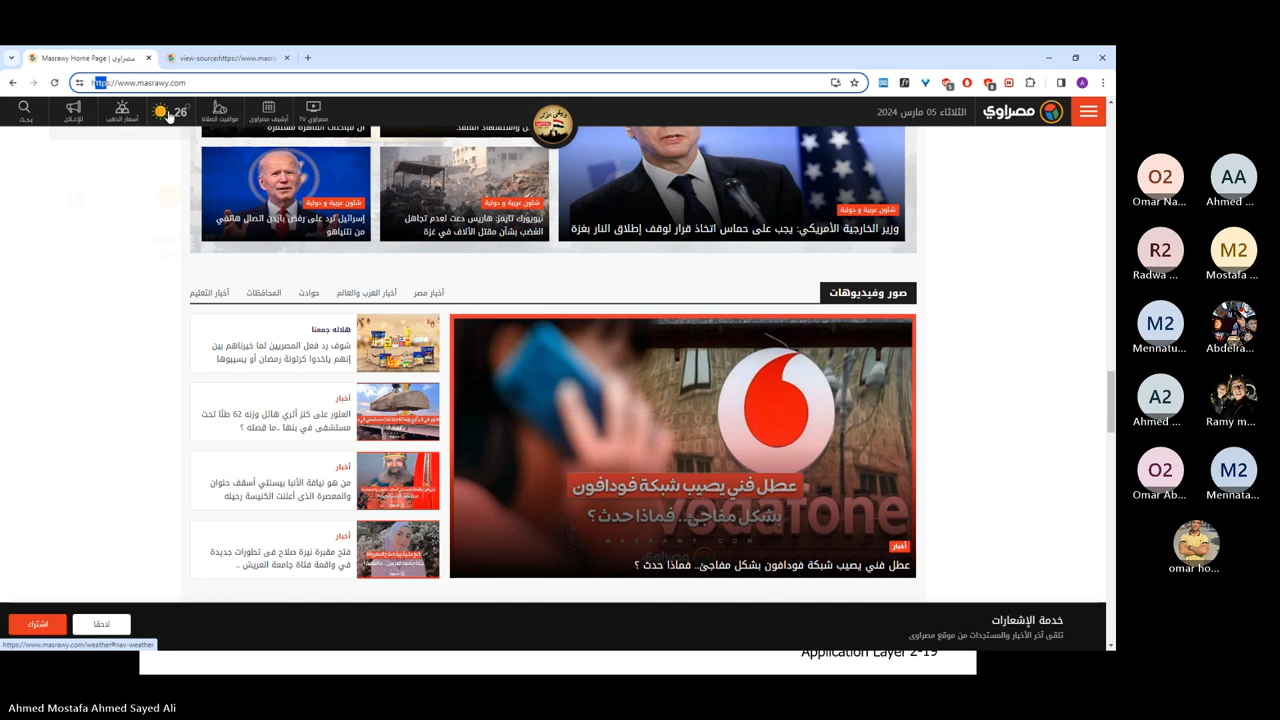 Masrawy Home Page | مصراوي
view-source:https://www.masra
https://www.masrawy.com
بحث
للإعلان
أسعار الذهب
26
مواقيت الصلاة
أرشيف مصراوى
مصراوي TV
الثلاثاء 05 مارس 2024
مصراوي
شئون عربية و دولية
إسرائيل ترد على رفض بايدن اتصال هاتفي
من نتنياهو
شئون عربية و دولية
نيويورك تايمز: هاريس دعت لعدم تجاهل
الغضب بشأن مقتل الآلاف في غزة
شئون عربية و دولية
وزير الخارجية الأمريكي: يجب على حماس اتخاذ قرار لوقف إطلاق النار بغزة
صور وفيديوهات
أخبار مصر
أخبار العرب والعالم
حوادث
المحافظات
أخبار التعليم
هلاله جمعنا
شوف رد فعل المصريين لما خيرناهم بين
إنهم ياخدوا كرتونة رمضان أو يسيبوها
أخبار
العثور على كنز أثري هائل وزنه 62 طنًا تحت
مستشفى في بنها ..ما قصته ؟
أخبار
من هو نيافة الأنبا بيسنتي أسقف حلوان
والمعصرة الذى أعلنت الكنيسة رحيله
أخبار
فتح مقبرة نيرة صلاح فى تطورات جديدة
في واقعة فتاة جامعة العريش ..
عطل فني يصيب شبكة فودافون
بشكل مفاجئ.. فماذا حدث ؟
vodafone
MASRAWY.COM
أخبار
عطل فني يصيب شبكة فودافون بشكل مفاجئ.. فماذا حدث ؟
خدمة الإشعارات
تلقى آخر الأخبار والمستجدات من موقع مصراوى
لاحقا
اشترك
https://www.masrawy.com/weather#nav-weather
Application Layer 2-19
O2
Omar Na...
AA
Ahmed ...
R2
Radwa ...
M2
Mostafa ...
M2
Mennatu...
Abdelra...
A2
Ahmed ...
Ramy m...
O2
Omar Ab...
M2
Mennata...
omar ho...
Ahmed Mostafa Ahmed Sayed Ali